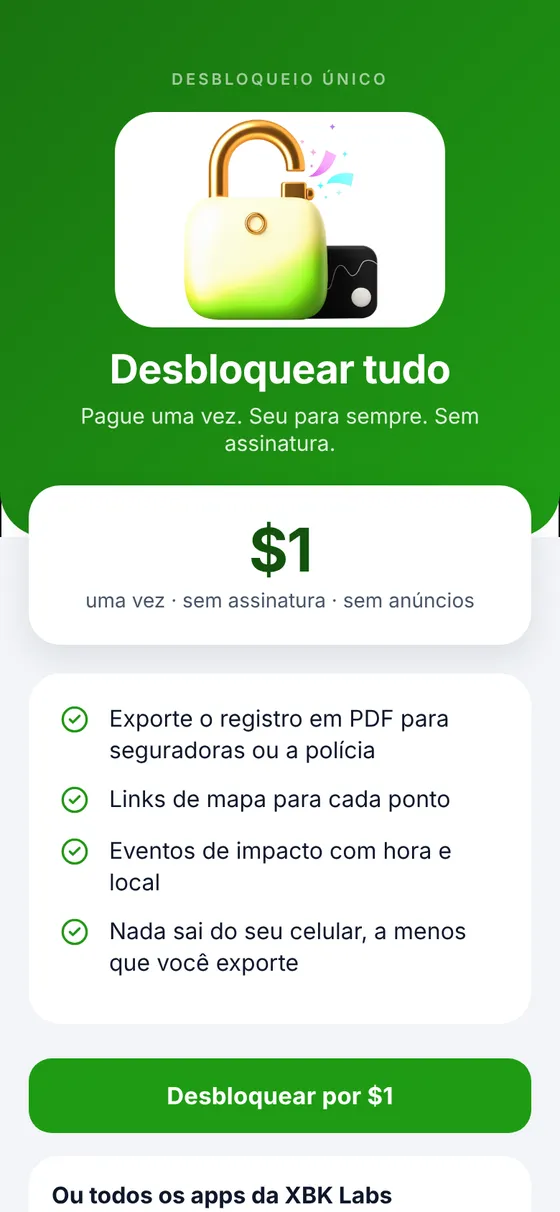 DESBLOQUEIO ÚNICO
Desbloquear tudo
Pague uma vez. Seu para sempre. Sem
assinatura.
$1
uma vez · sem assinatura · sem anúncios
Exporte o registro em PDF para
seguradoras ou a polícia
Links de mapa para cada ponto
Eventos de impacto com hora e
local
Nada sai do seu celular, a menos
que você exporte
Desbloquear por $1
Ou todos os apps da XBK Labs